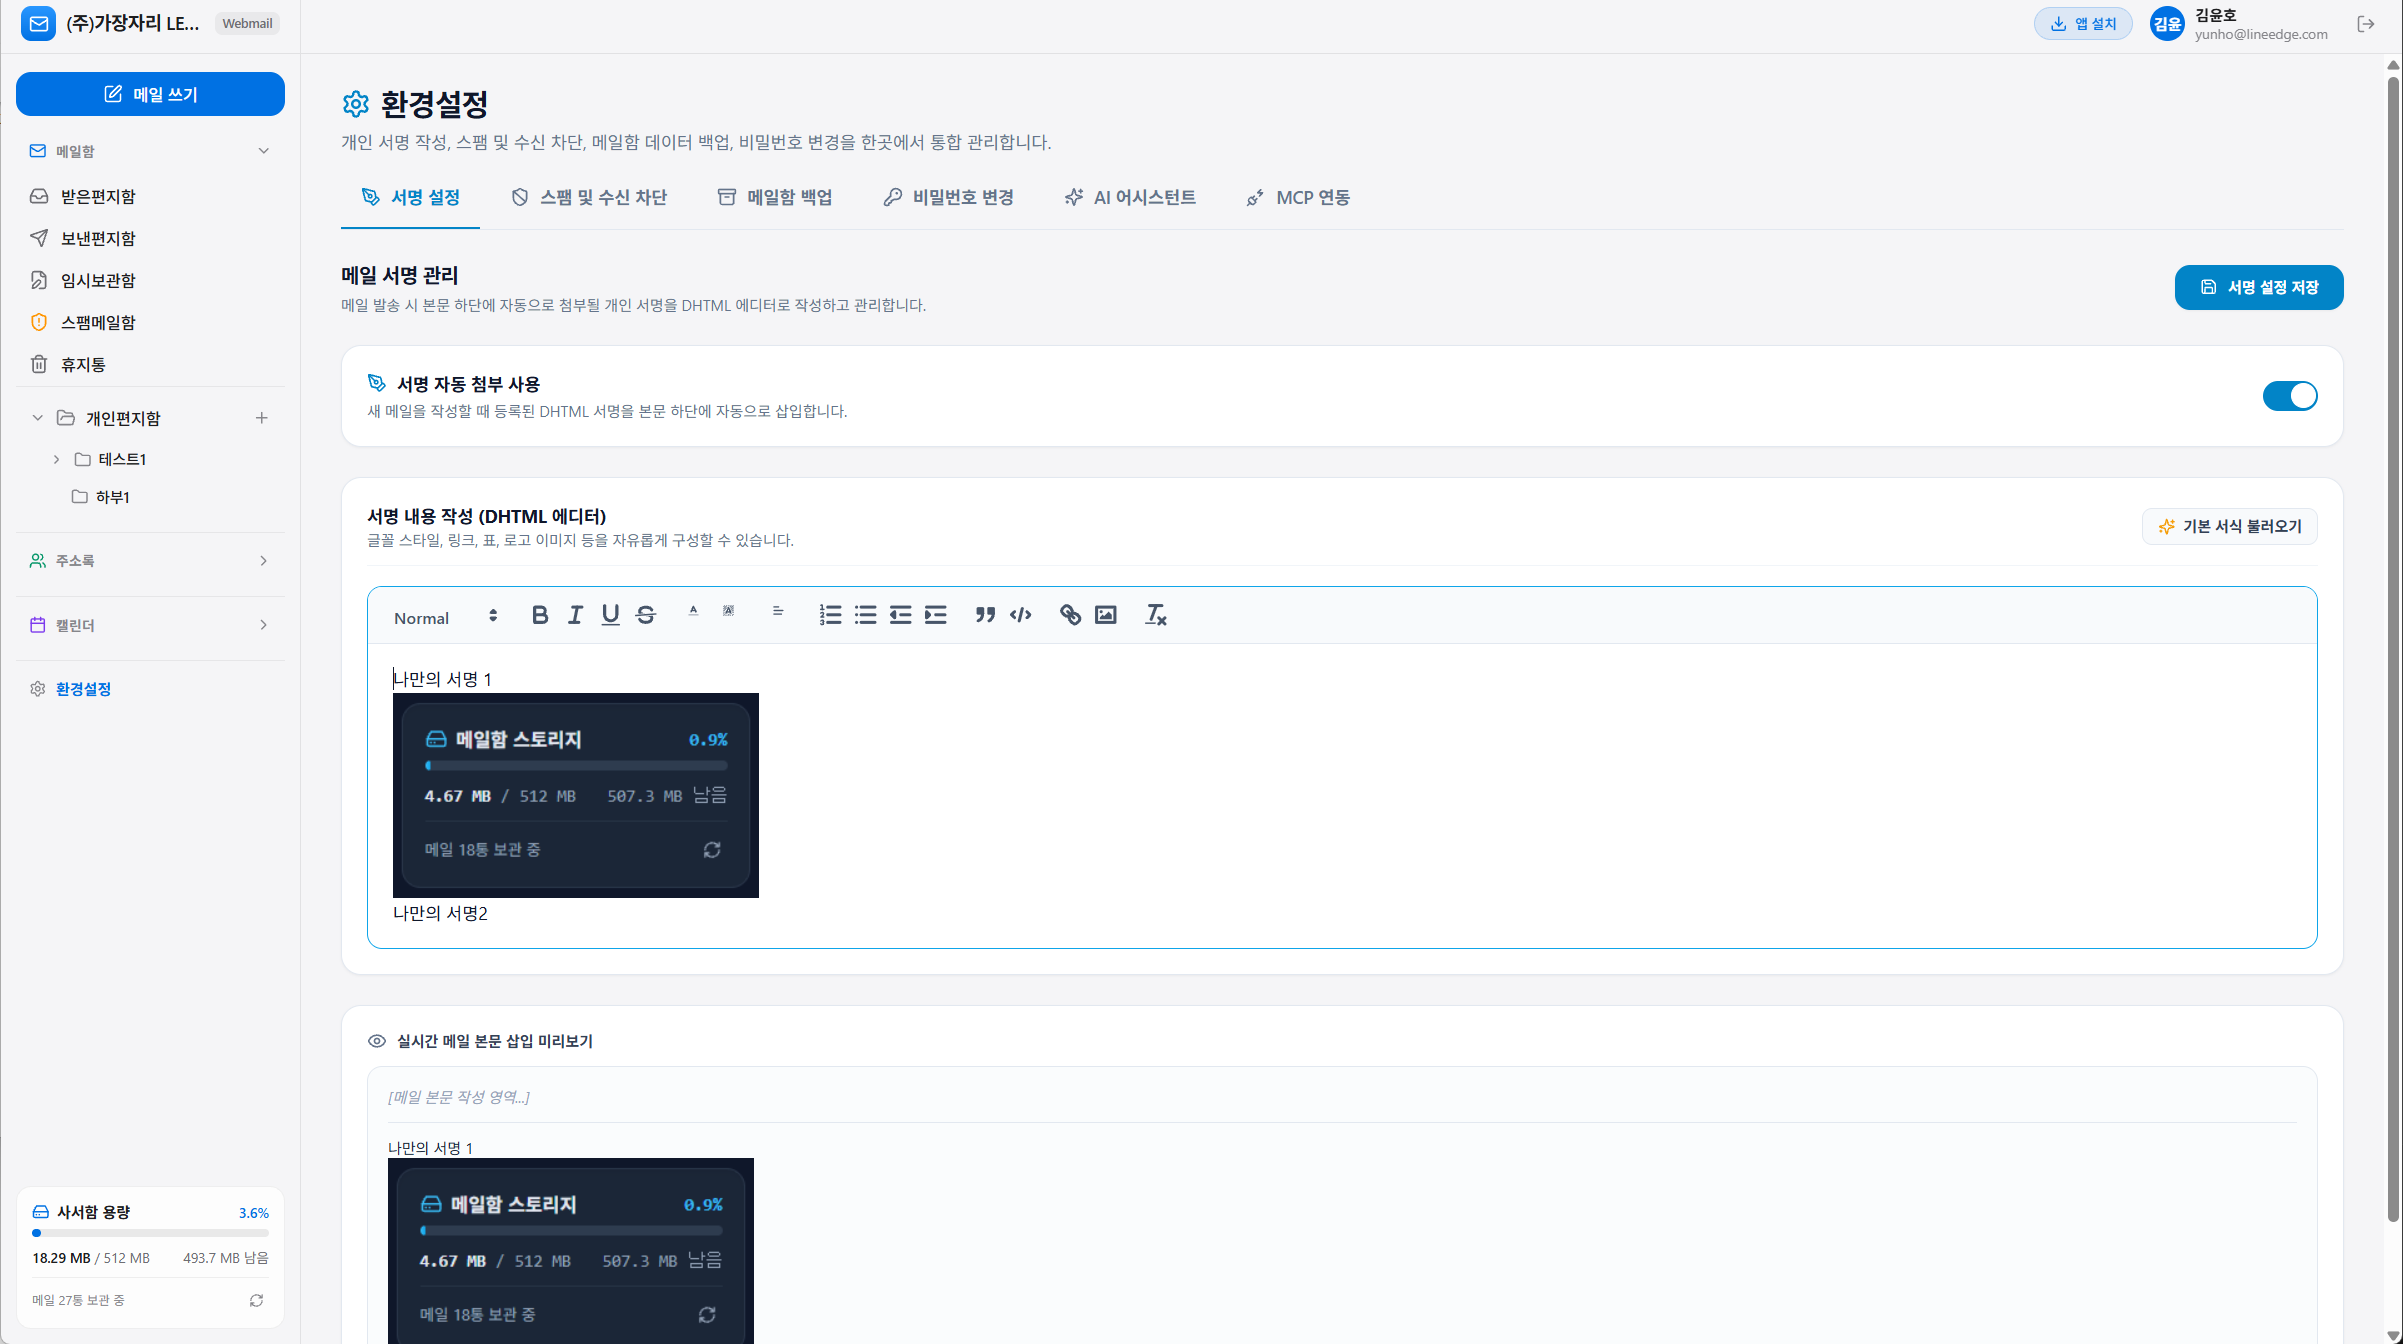 (주)가장자리 LE...
Webmail
앱 설치
김윤
김윤호
yunho@lineedge.com
메일 쓰기
메일함
받은편지함
보낸편지함
임시보관함
스팸메일함
휴지통
개인편지함
테스트1
하부1
주소록
캘린더
환경설정
사서함 용량
3.6%
18.29 MB / 512 MB
493.7 MB 남음
메일 27통 보관 중
환경설정
개인 서명 작성, 스팸 및 수신 차단, 메일함 데이터 백업, 비밀번호 변경을 한곳에서 통합 관리합니다.
서명 설정
스팸 및 수신 차단
메일함 백업
비밀번호 변경
AI 어시스턴트
MCP 연동
메일 서명 관리
메일 발송 시 본문 하단에 자동으로 첨부될 개인 서명을 DHTML 에디터로 작성하고 관리합니다.
서명 설정 저장
서명 자동 첨부 사용
새 메일을 작성할 때 등록된 DHTML 서명을 본문 하단에 자동으로 삽입합니다.
서명 내용 작성 (DHTML 에디터)
글꼴 스타일, 링크, 표, 로고 이미지 등을 자유롭게 구성할 수 있습니다.
기본 서식 불러오기
Normal
나만의 서명 1
메일함 스토리지
0.9%
4.67 MB / 512 MB
507.3 MB 남음
메일 18통 보관 중
나만의 서명2
실시간 메일 본문 삽입 미리보기
[메일 본문 작성 영역...]
나만의 서명 1
메일함 스토리지
0.9%
4.67 MB / 512 MB
507.3 MB 남음
메일 18통 보관 중